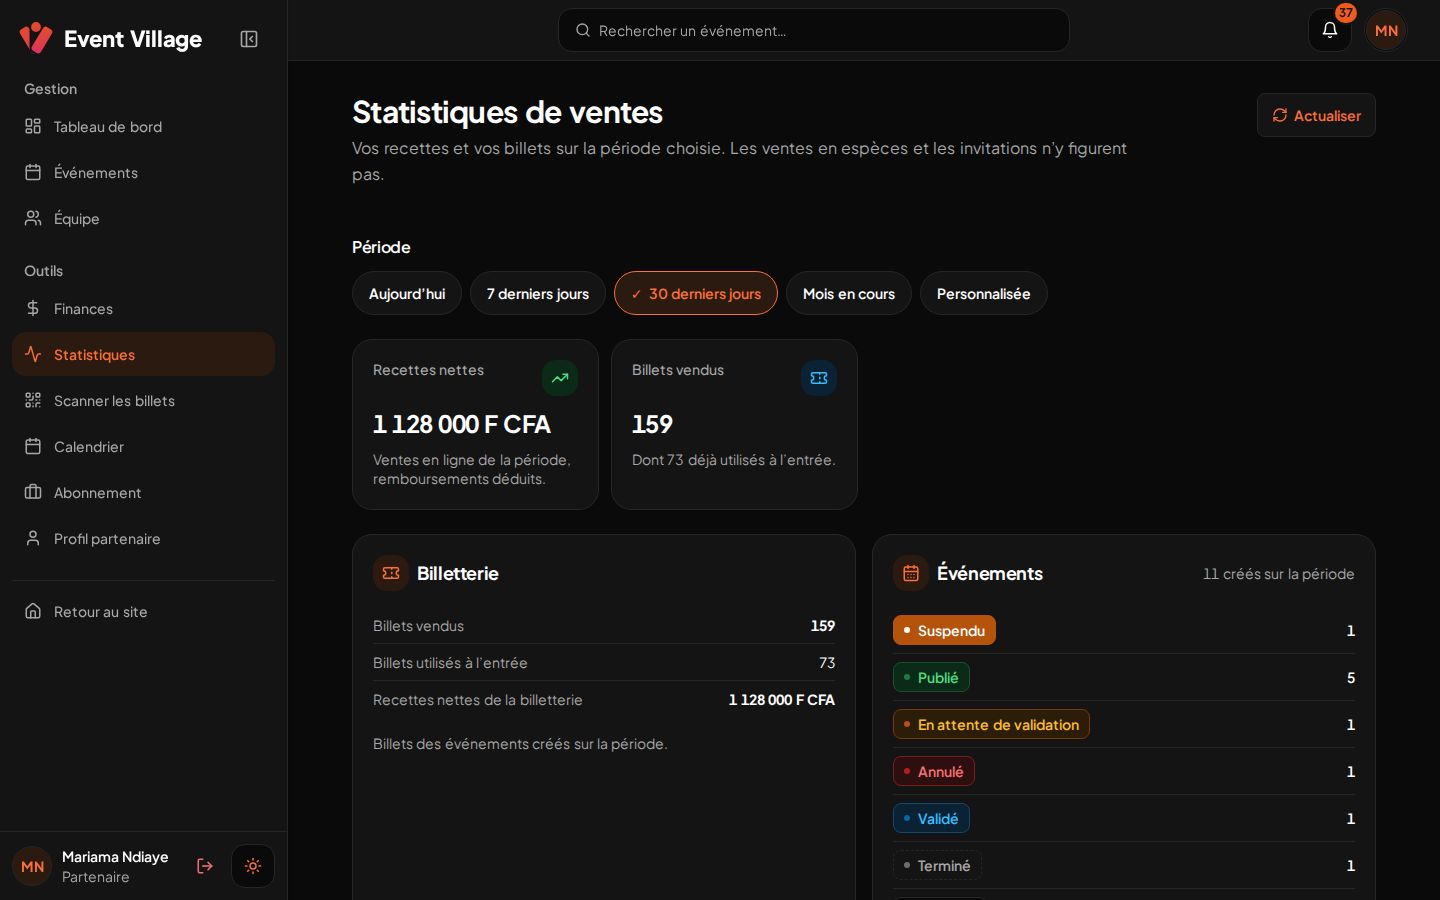 Event Village
Rechercher un événement...
37
MN
Gestion
Tableau de bord
Événements
Équipe
Outils
Finances
Statistiques
Scanner les billets
Calendrier
Abonnement
Profil partenaire
Retour au site
MN
Mariama Ndiaye
Partenaire
Statistiques de ventes
Actualiser
Vos recettes et vos billets sur la période choisie. Les ventes en espèces et les invitations n’y figurent
pas.
Période
Aujourd’hui
7 derniers jours
✓ 30 derniers jours
Mois en cours
Personnalisée
Recettes nettes
1 128 000 F CFA
Ventes en ligne de la période,
remboursements déduits.
Billets vendus
159
Dont 73 déjà utilisés à l’entrée.
Billetterie
Billets vendus 159
Billets utilisés à l’entrée 73
Recettes nettes de la billetterie 1 128 000 F CFA
Billets des événements créés sur la période.
Événements 11 créés sur la période
Suspendu 1
Publié 5
En attente de validation 1
Annulé 1
Validé 1
Terminé 1